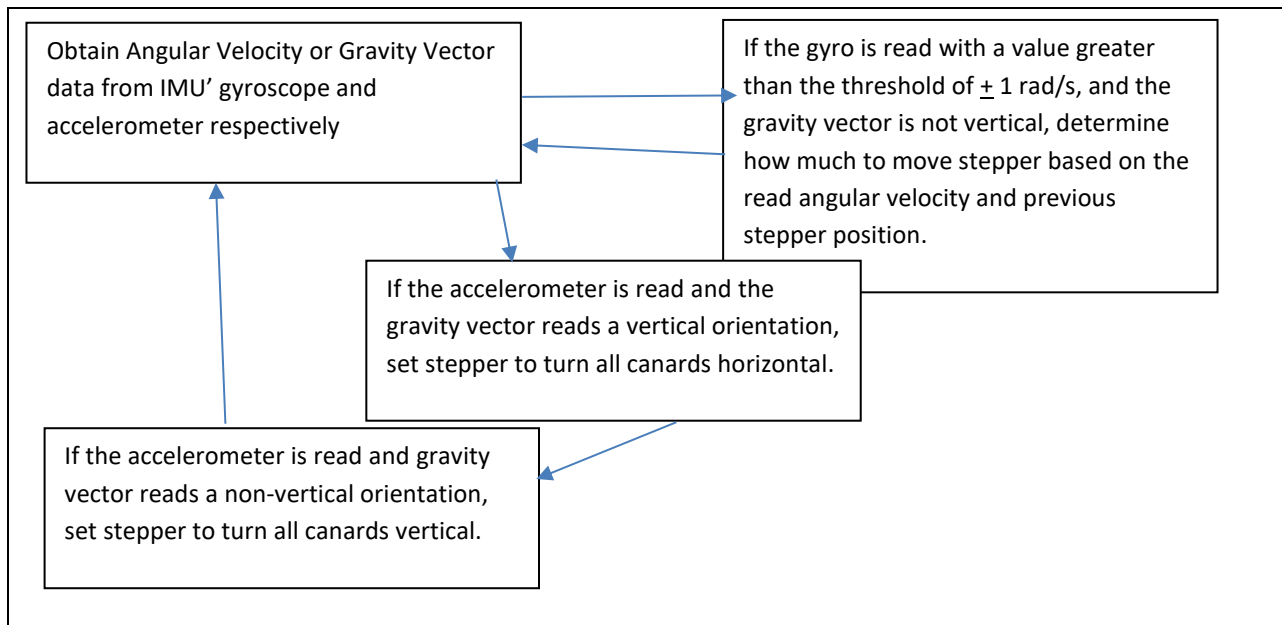 Obtain Angular Velocity or Gravity Vector
data from IMU’ gyroscope and
accelerometer respectively
If the gyro is read with a value greater
than the threshold of ± 1 rad/s, and the
gravity vector is not vertical, determine
how much to move stepper based on the
read angular velocity and previous
stepper position.
If the accelerometer is read and the
gravity vector reads a vertical orientation,
set stepper to turn all canards horizontal.
If the accelerometer is read and gravity
vector reads a non-vertical orientation,
set stepper to turn all canards vertical.